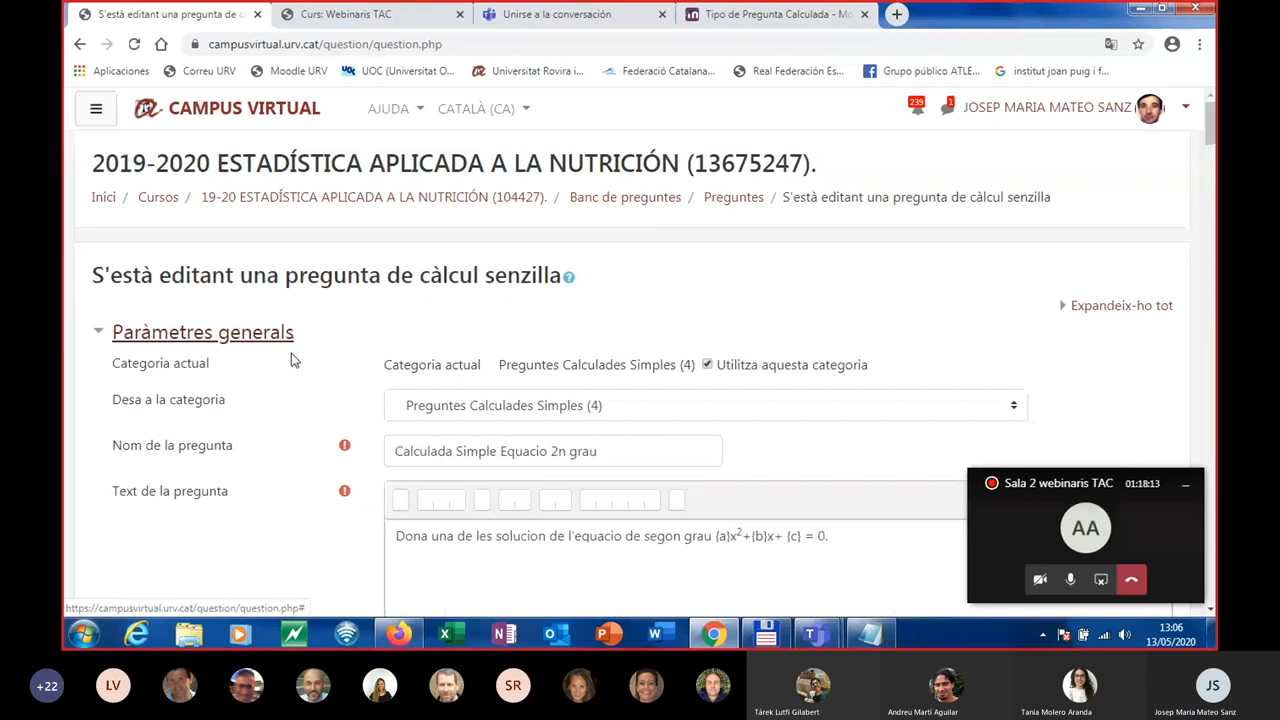 S'està editant una pregunta de c
Curs: Webinaris TAC
Unirse a la conversación
Tipo de Pregunta Calculada - Mo
campusvirtual.urv.cat/question/question.php
Aplicaciones
Correu URV
Moodle URV
UOC (Universitat O...
Universitat Rovira i...
Federació Catalana...
Real Federación Es...
Grupo público ATLE...
institut joan puig i f...
CAMPUS VIRTUAL
AJUDA
CATALÀ (CA)
239
1
JOSEP MARIA MATEO SANZ
2019-2020 ESTADÍSTICA APLICADA A LA NUTRICIÓN (13675247).
Inici / Cursos / 19-20 ESTADÍSTICA APLICADA A LA NUTRICIÓN (104427). / Banc de preguntes / Preguntes / S'està editant una pregunta de càlcul senzilla
S'està editant una pregunta de càlcul senzilla
Expandeix-ho tot
Paràmetres generals
Categoria actual
Categoria actual Preguntes Calculades Simples (4) Utilitza aquesta categoria
Desa a la categoria
Preguntes Calculades Simples (4)
Nom de la pregunta
Calculada Simple Equacio 2n grau
Text de la pregunta
Dona una de les solucion de l'equacio de segon grau {a}x²+{b}x+ {c} = 0.
Sala 2 webinaris TAC 01:18:13
AA
https://campusvirtual.urv.cat/question/question.php#
13:06
13/05/2020
+22
LV
SR
JS
Tàrek Lutfi Gilabert
Andreu Martí Aguilar
Tania Molero Aranda
Josep Maria Mateo Sanz